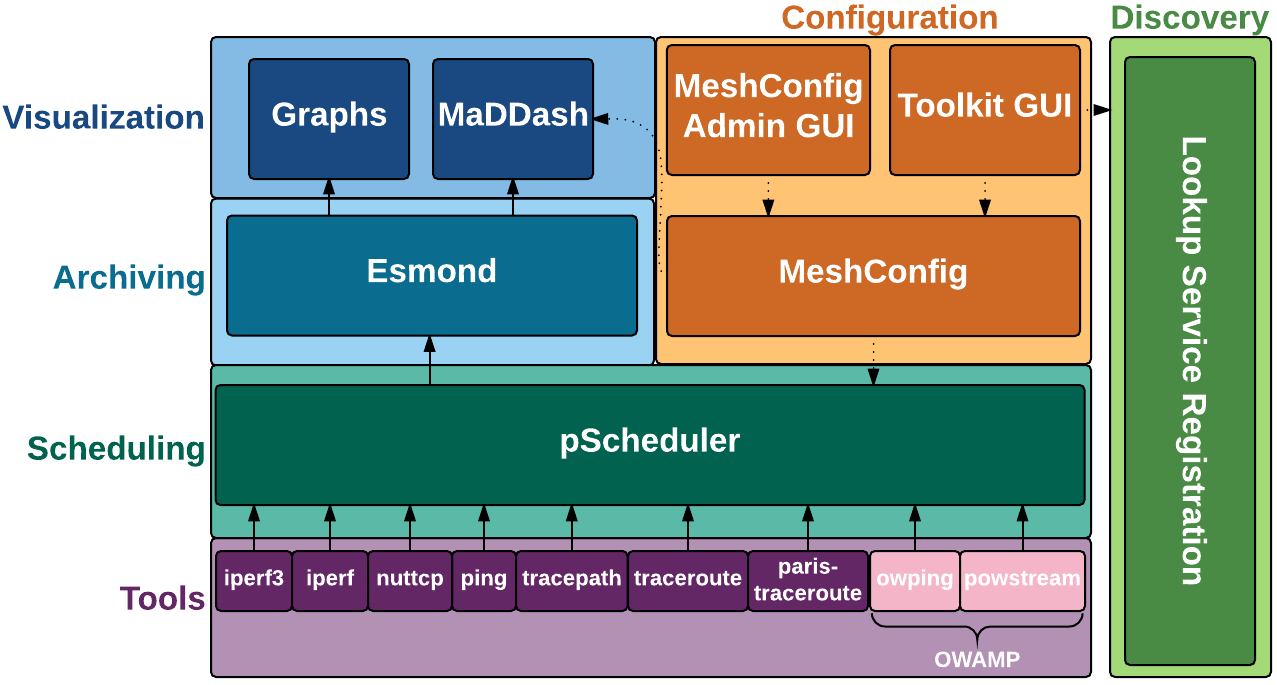 Configuration
Discovery
Visualization
Graphs
MaDDash
MeshConfig
Admin GUI
Toolkit GUI
Lookup Service Registration
Archiving
Esmond
MeshConfig
Scheduling
pScheduler
Tools
iperf3
iperf
nuttcp
ping
tracepath
traceroute
paris-
traceroute
owping
powstream
OWAMP